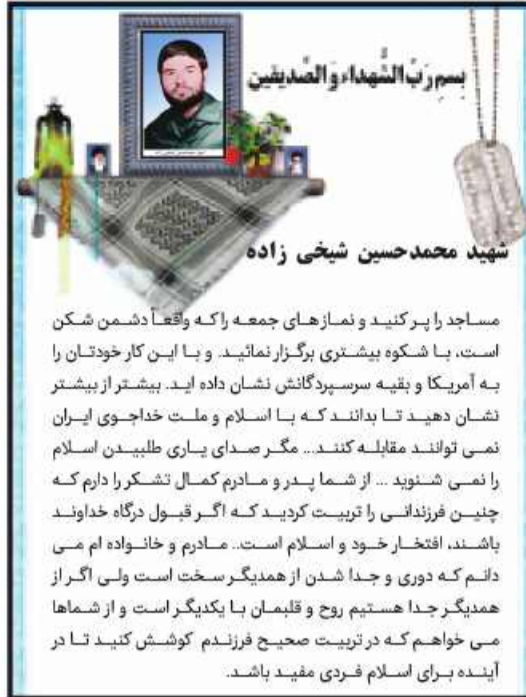 بسمِ رَبّ الشُّهداء وَ الصِّدیقین
شهید محمدحسین شیخی زاده
مساجد را پر کنید و نمازهای جمعه را که واقعاً دشمن شکن
است، با شکوه بیشتری برگزار نمائید. و با این کار خودتان را
به آمریکا و بقیه سرسپردگانش نشان داده اید. بیشتر از بیشتر
نشان دهید تا بدانند که با اسلام و ملت خداجوی ایران
نمی توانند مقابله کنند... مگر صدای یاری طلبیدن اسلام
را نمی شنوید ... از شما پدر و مادرم کمال تشکر را دارم که
چنین فرزندانی را تربیت کردید که اگر قبول درگاه خداوند
باشند، افتخار خود و اسلام است.. مادرم و خانواده ام می
دانم که دوری و جدا شدن از همدیگر سخت است ولی اگر از
همدیگر جدا هستیم روح و قلبمان با یکدیگر است و از شماها
می خواهم که در تربیت صحیح فرزندم کوشش کنید تا در
آینده برای اسلام فردی مفید باشد.